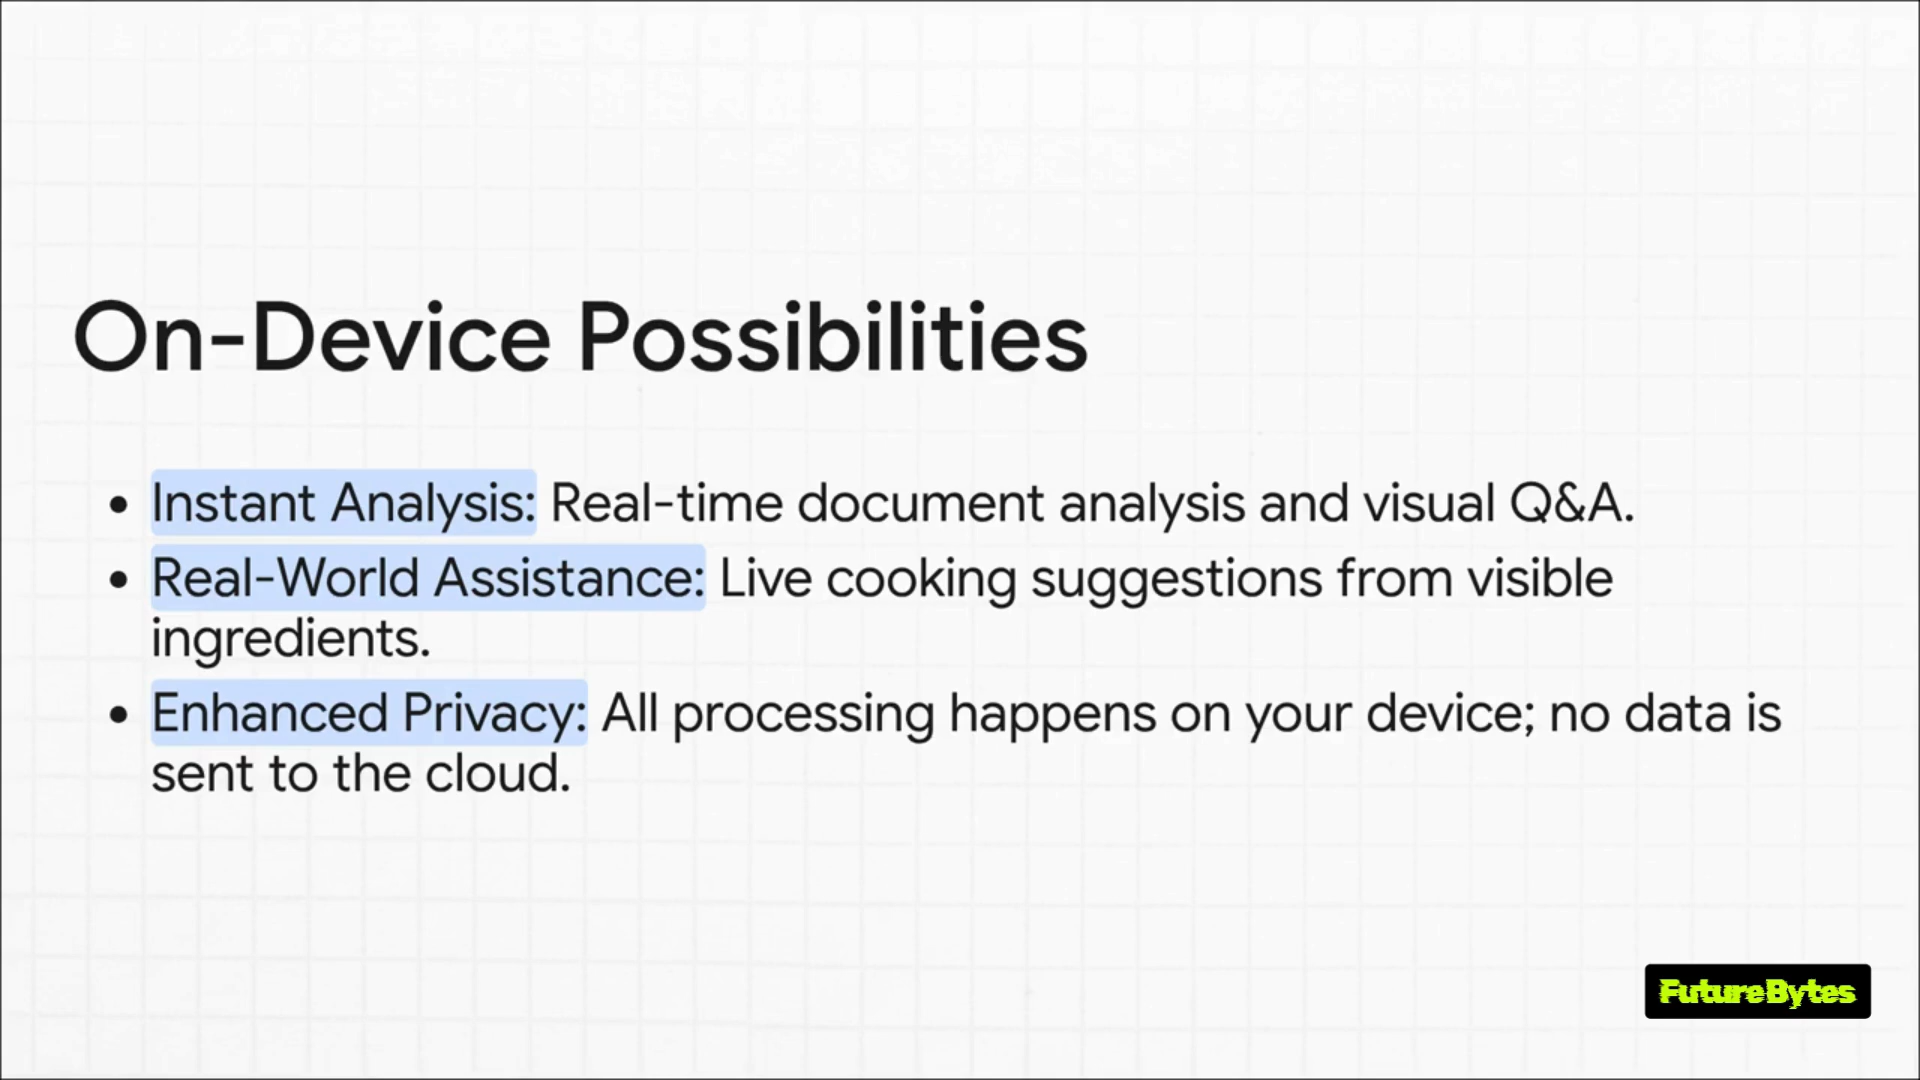 On-Device Possibilities
• Instant Analysis: Real-time document analysis and visual Q&A.
• Real-World Assistance: Live cooking suggestions from visible
ingredients.
• Enhanced Privacy: All processing happens on your device; no data is
sent to the cloud.
FutureBytes